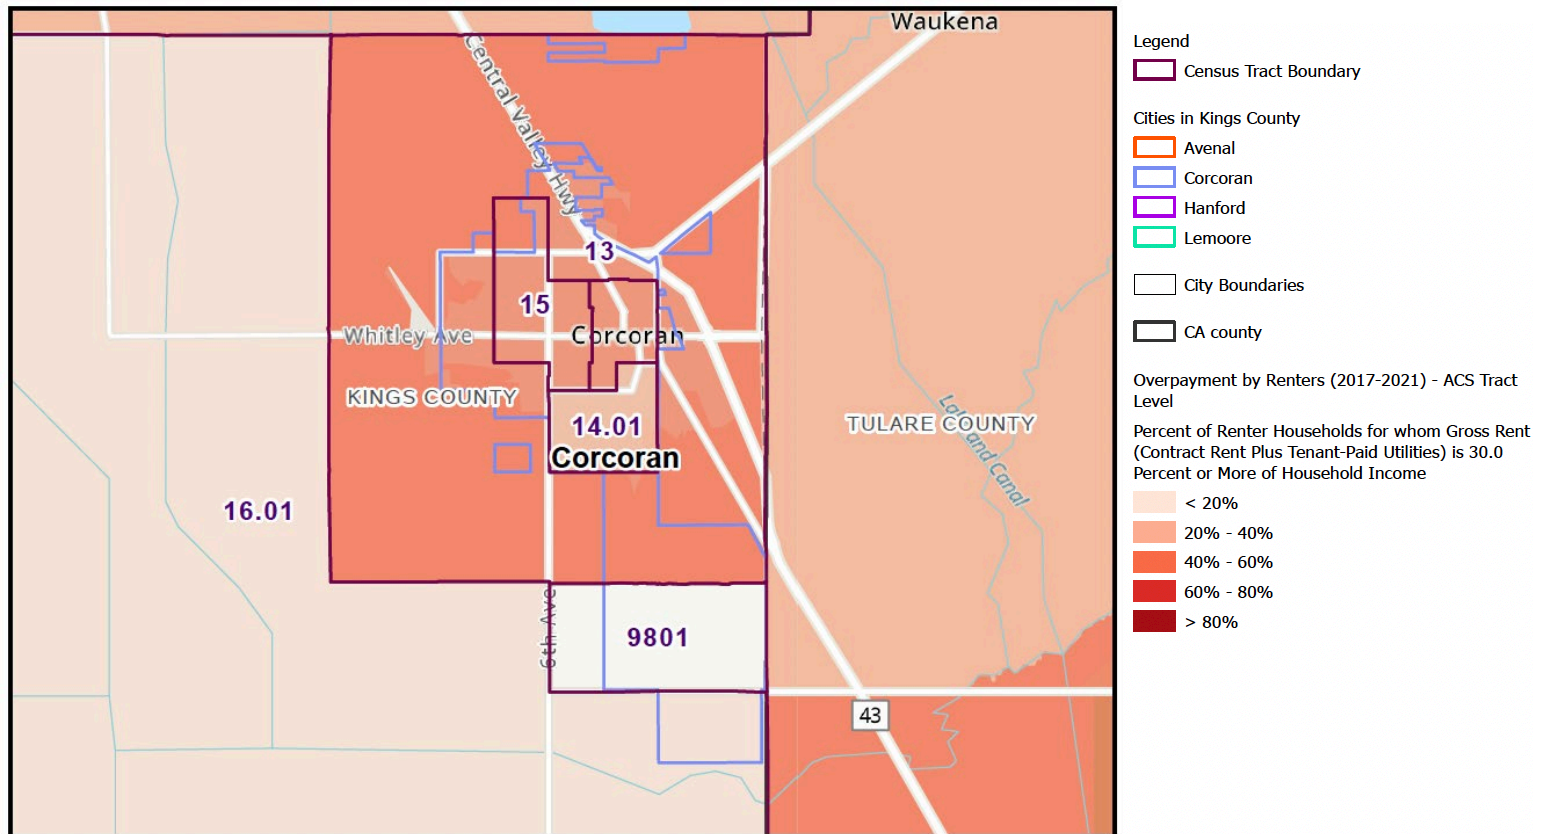 Waukena
Central Valley Hwy
13
15
Whitley Ave
Corcoran
KINGS COUNTY
14.01
TULARE COUNTY
Corcoran
Lakeland Canal
16.01
6th Ave
9801
43
Legend
Census Tract Boundary
Cities in Kings County
Avenal
Corcoran
Hanford
Lemoore
City Boundaries
CA county
Overpayment by Renters (2017-2021) - ACS Tract
Level
Percent of Renter Households for whom Gross Rent
(Contract Rent Plus Tenant-Paid Utilities) is 30.0
Percent or More of Household Income
< 20%
20% - 40%
40% - 60%
60% - 80%
> 80%